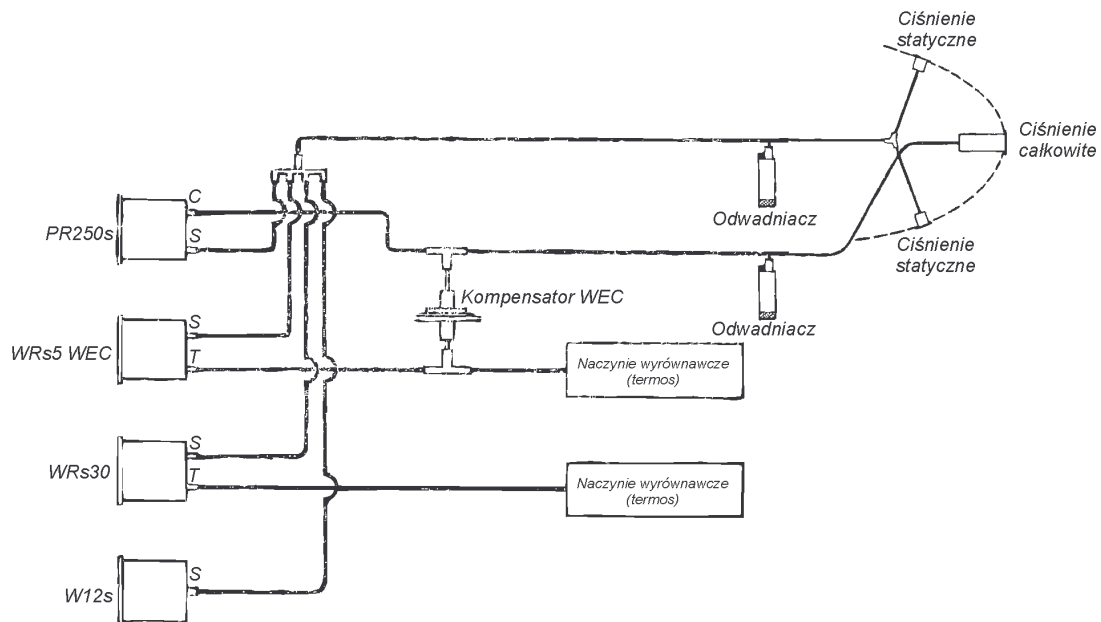 Ciśnienie
statyczne
Ciśnienie
całkowite
Odwadniacz
Ciśnienie
statyczne
C
PR250s
S
Kompensator WEC
Odwadniacz
S
WRs5 WEC
T
Naczynie wyrównawcze
(termos)
S
WRs30
T
Naczynie wyrównawcze
(termos)
S
W12s